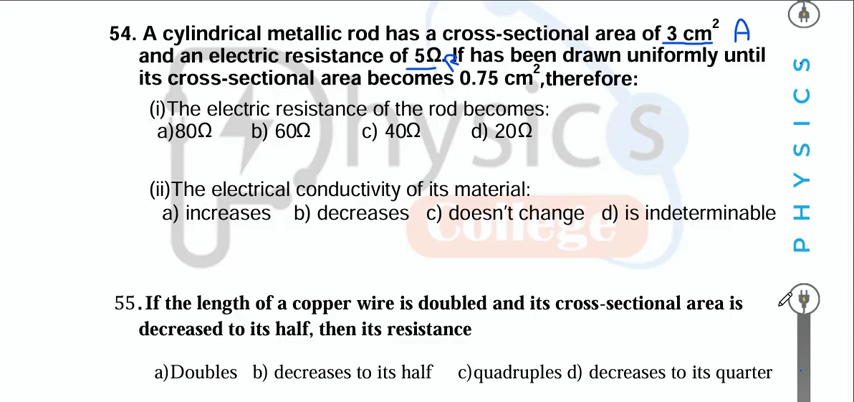 54. A cylindrical metallic rod has a cross-sectional area of 3 cm² A
and an electric resistance of 5Ω. R If has been drawn uniformly until
its cross-sectional area becomes 0.75 cm²,therefore:
(i)The electric resistance of the rod becomes:
a)80Ω b) 60Ω c) 40Ω d) 20Ω
(ii)The electrical conductivity of its material:
a) increases b) decreases c) doesn't change d) is indeterminable
55. If the length of a copper wire is doubled and its cross-sectional area is
decreased to its half, then its resistance
a)Doubles b) decreases to its half c)quadruples d) decreases to its quarter
Physics
College
PHYSICS